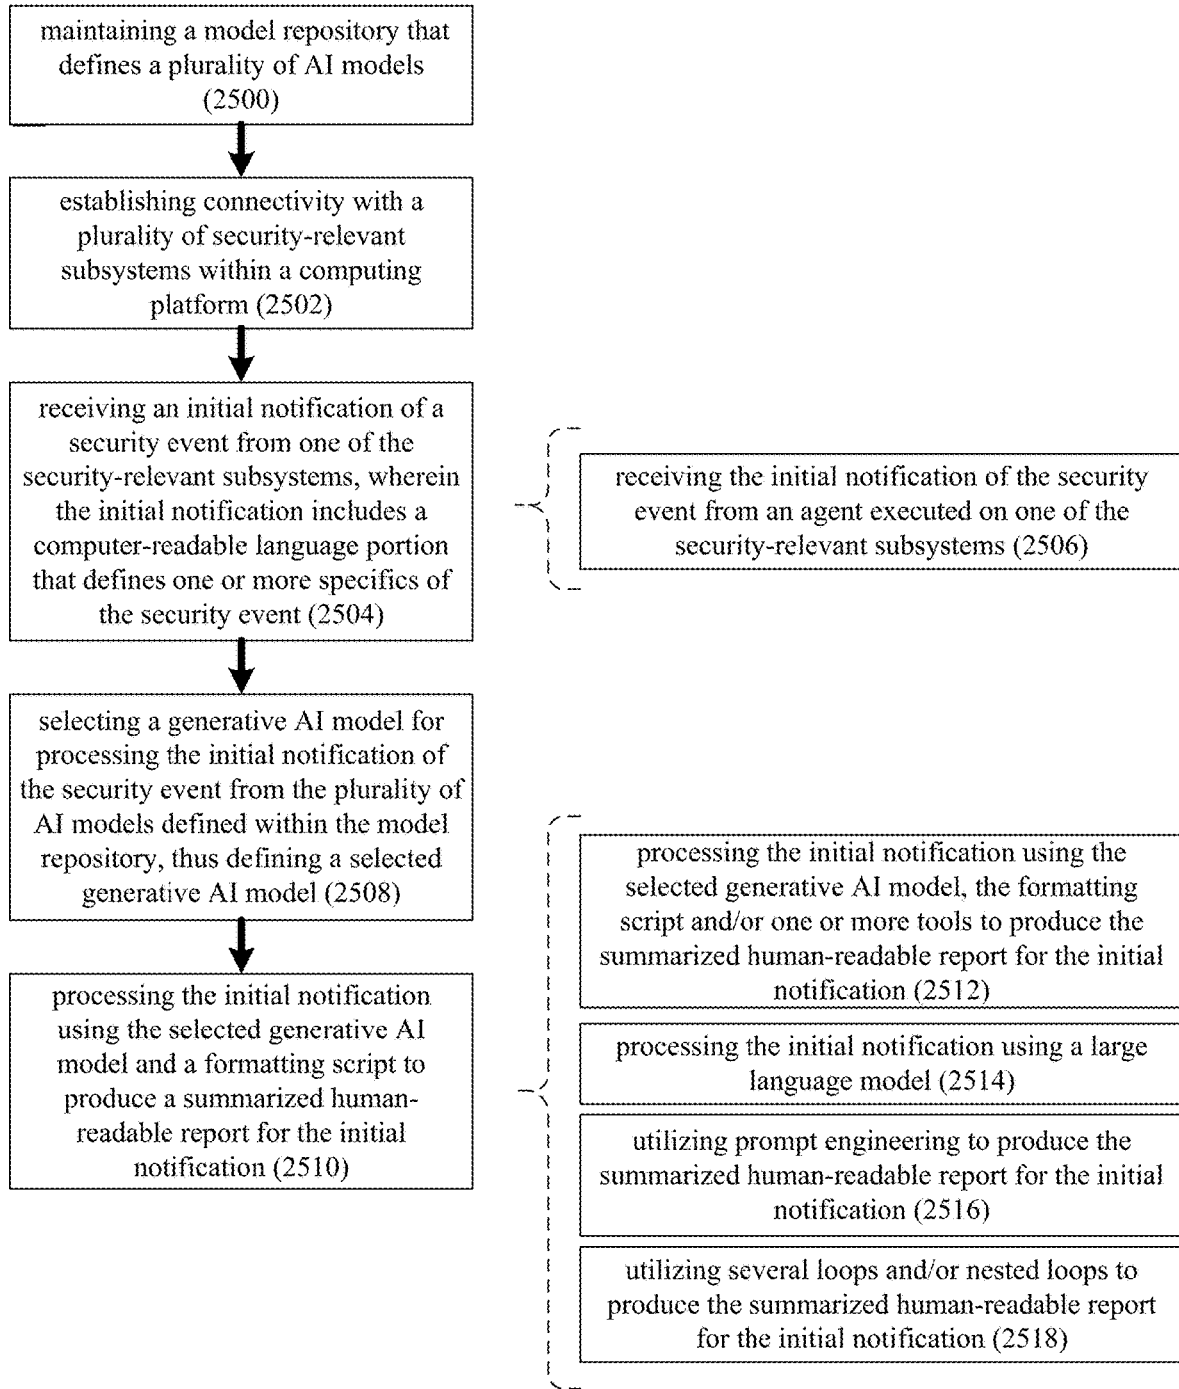 maintaining a model repository that
defines a plurality of AI models
(2500)
establishing connectivity with a
plurality of security-relevant
subsystems within a computing
platform (2502)
receiving an initial notification of a
security event from one of the
security-relevant subsystems, wherein
the initial notification includes a
computer-readable language portion
that defines one or more specifics of
the security event (2504)
receiving the initial notification of the security
event from an agent executed on one of the
security-relevant subsystems (2506)
selecting a generative AI model for
processing the initial notification of
the security event from the plurality of
AI models defined within the model
repository, thus defining a selected
generative AI model (2508)
processing the initial notification
using the selected generative AI
model and a formatting script to
produce a summarized human-
readable report for the initial
notification (2510)
processing the initial notification using the
selected generative AI model, the formatting
script and/or one or more tools to produce the
summarized human-readable report for the initial
notification (2512)
processing the initial notification using a large
language model (2514)
utilizing prompt engineering to produce the
summarized human-readable report for the initial
notification (2516)
utilizing several loops and/or nested loops to
produce the summarized human-readable report
for the initial notification (2518)